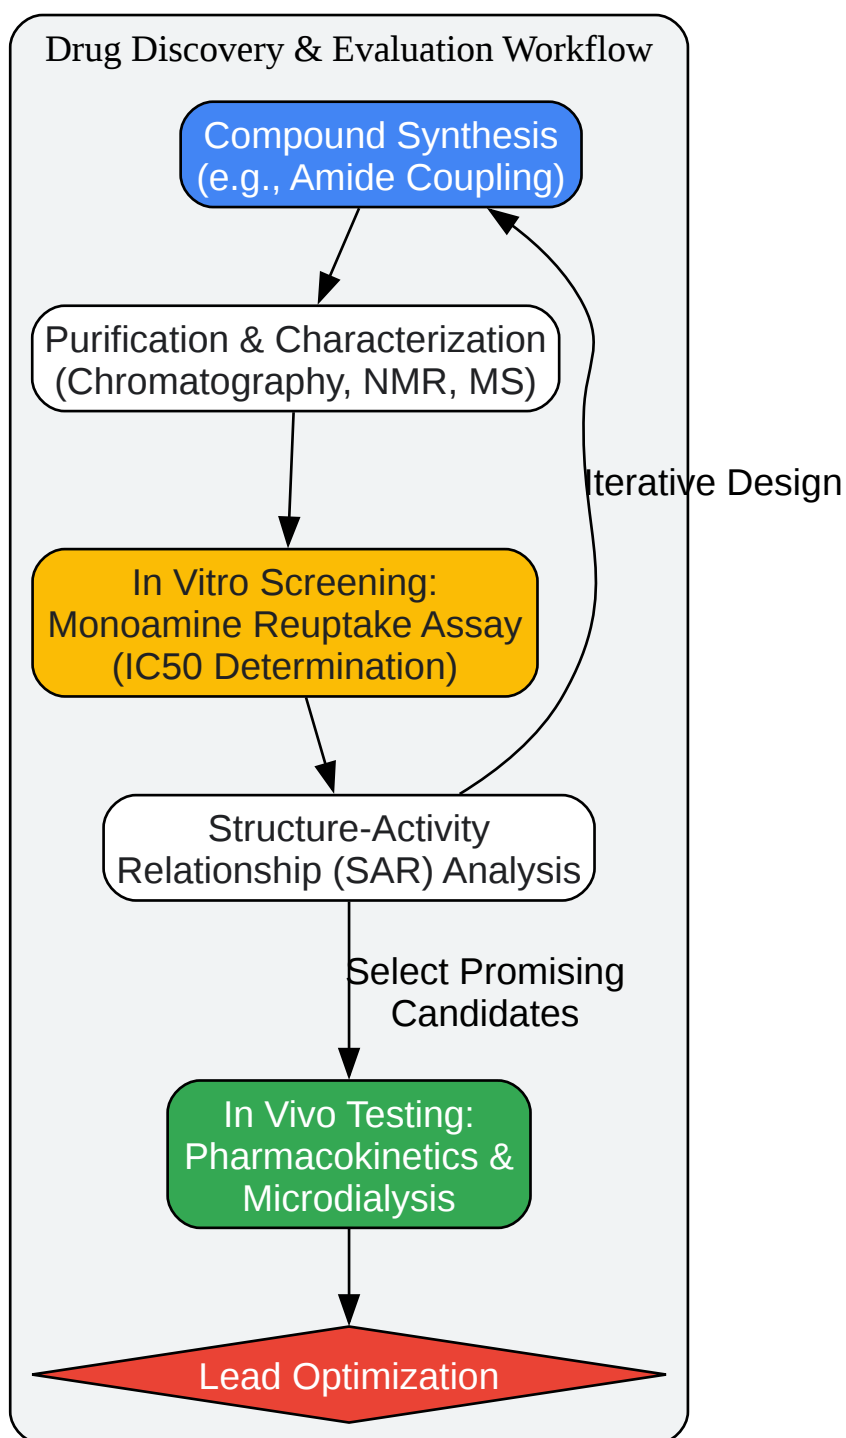 Drug Discovery & Evaluation Workflow
Compound Synthesis
(e.g., Amide Coupling)
Purification & Characterization
(Chromatography, NMR, MS)
Iterative Design
In Vitro Screening:
Monoamine Reuptake Assay
(IC50 Determination)
Structure-Activity
Relationship (SAR) Analysis
Select Promising
Candidates
In Vivo Testing:
Pharmacokinetics &
Microdialysis
Lead Optimization